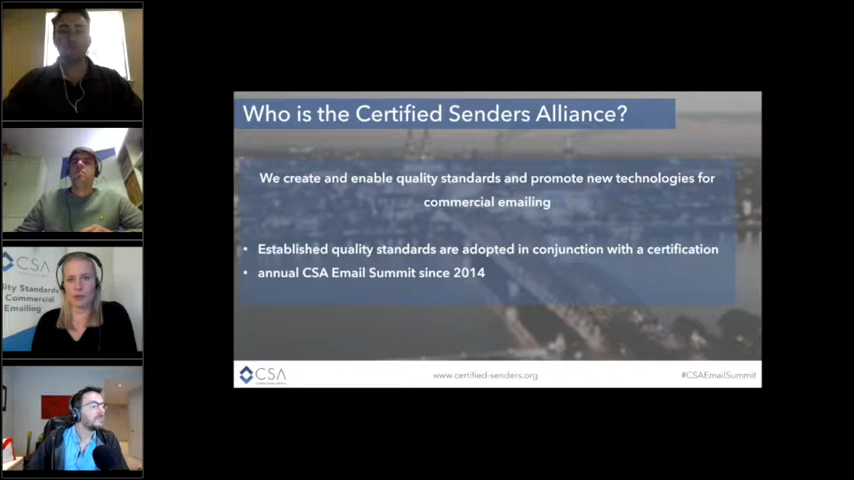 CSA
lity Standards
Commercial
Emailing
Who is the Certified Senders Alliance?
We create and enable quality standards and promote new technologies for
commercial emailing
• Established quality standards are adopted in conjunction with a certification
• annual CSA Email Summit since 2014
CSA
www.certified-senders.org
#CSAEmailSummit